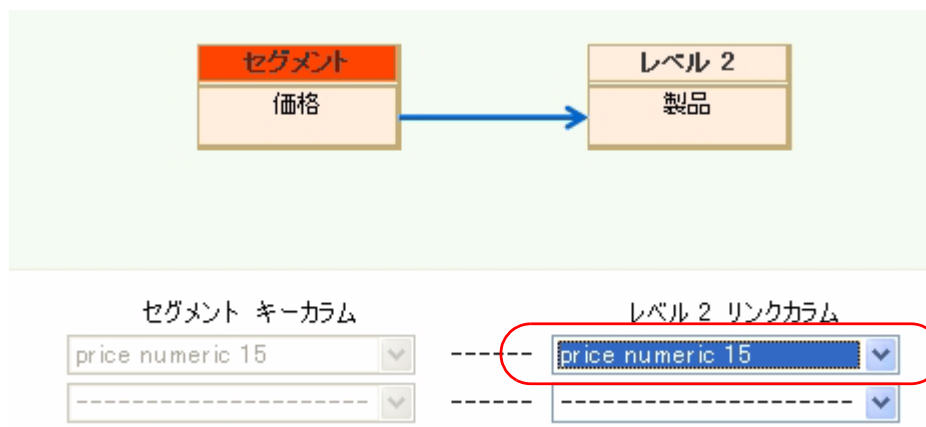 セグメント レベル 2
価格 製品
セグメント キーカラム レベル 2 リンクカラム
price numeric 15 ------ price numeric 15
--------------------- ------ ---------------------